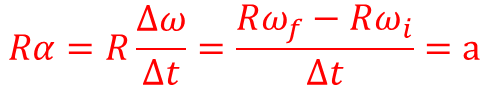 Rα = R Δω/Δt = (Rω_f − Rω_i)/Δt = a